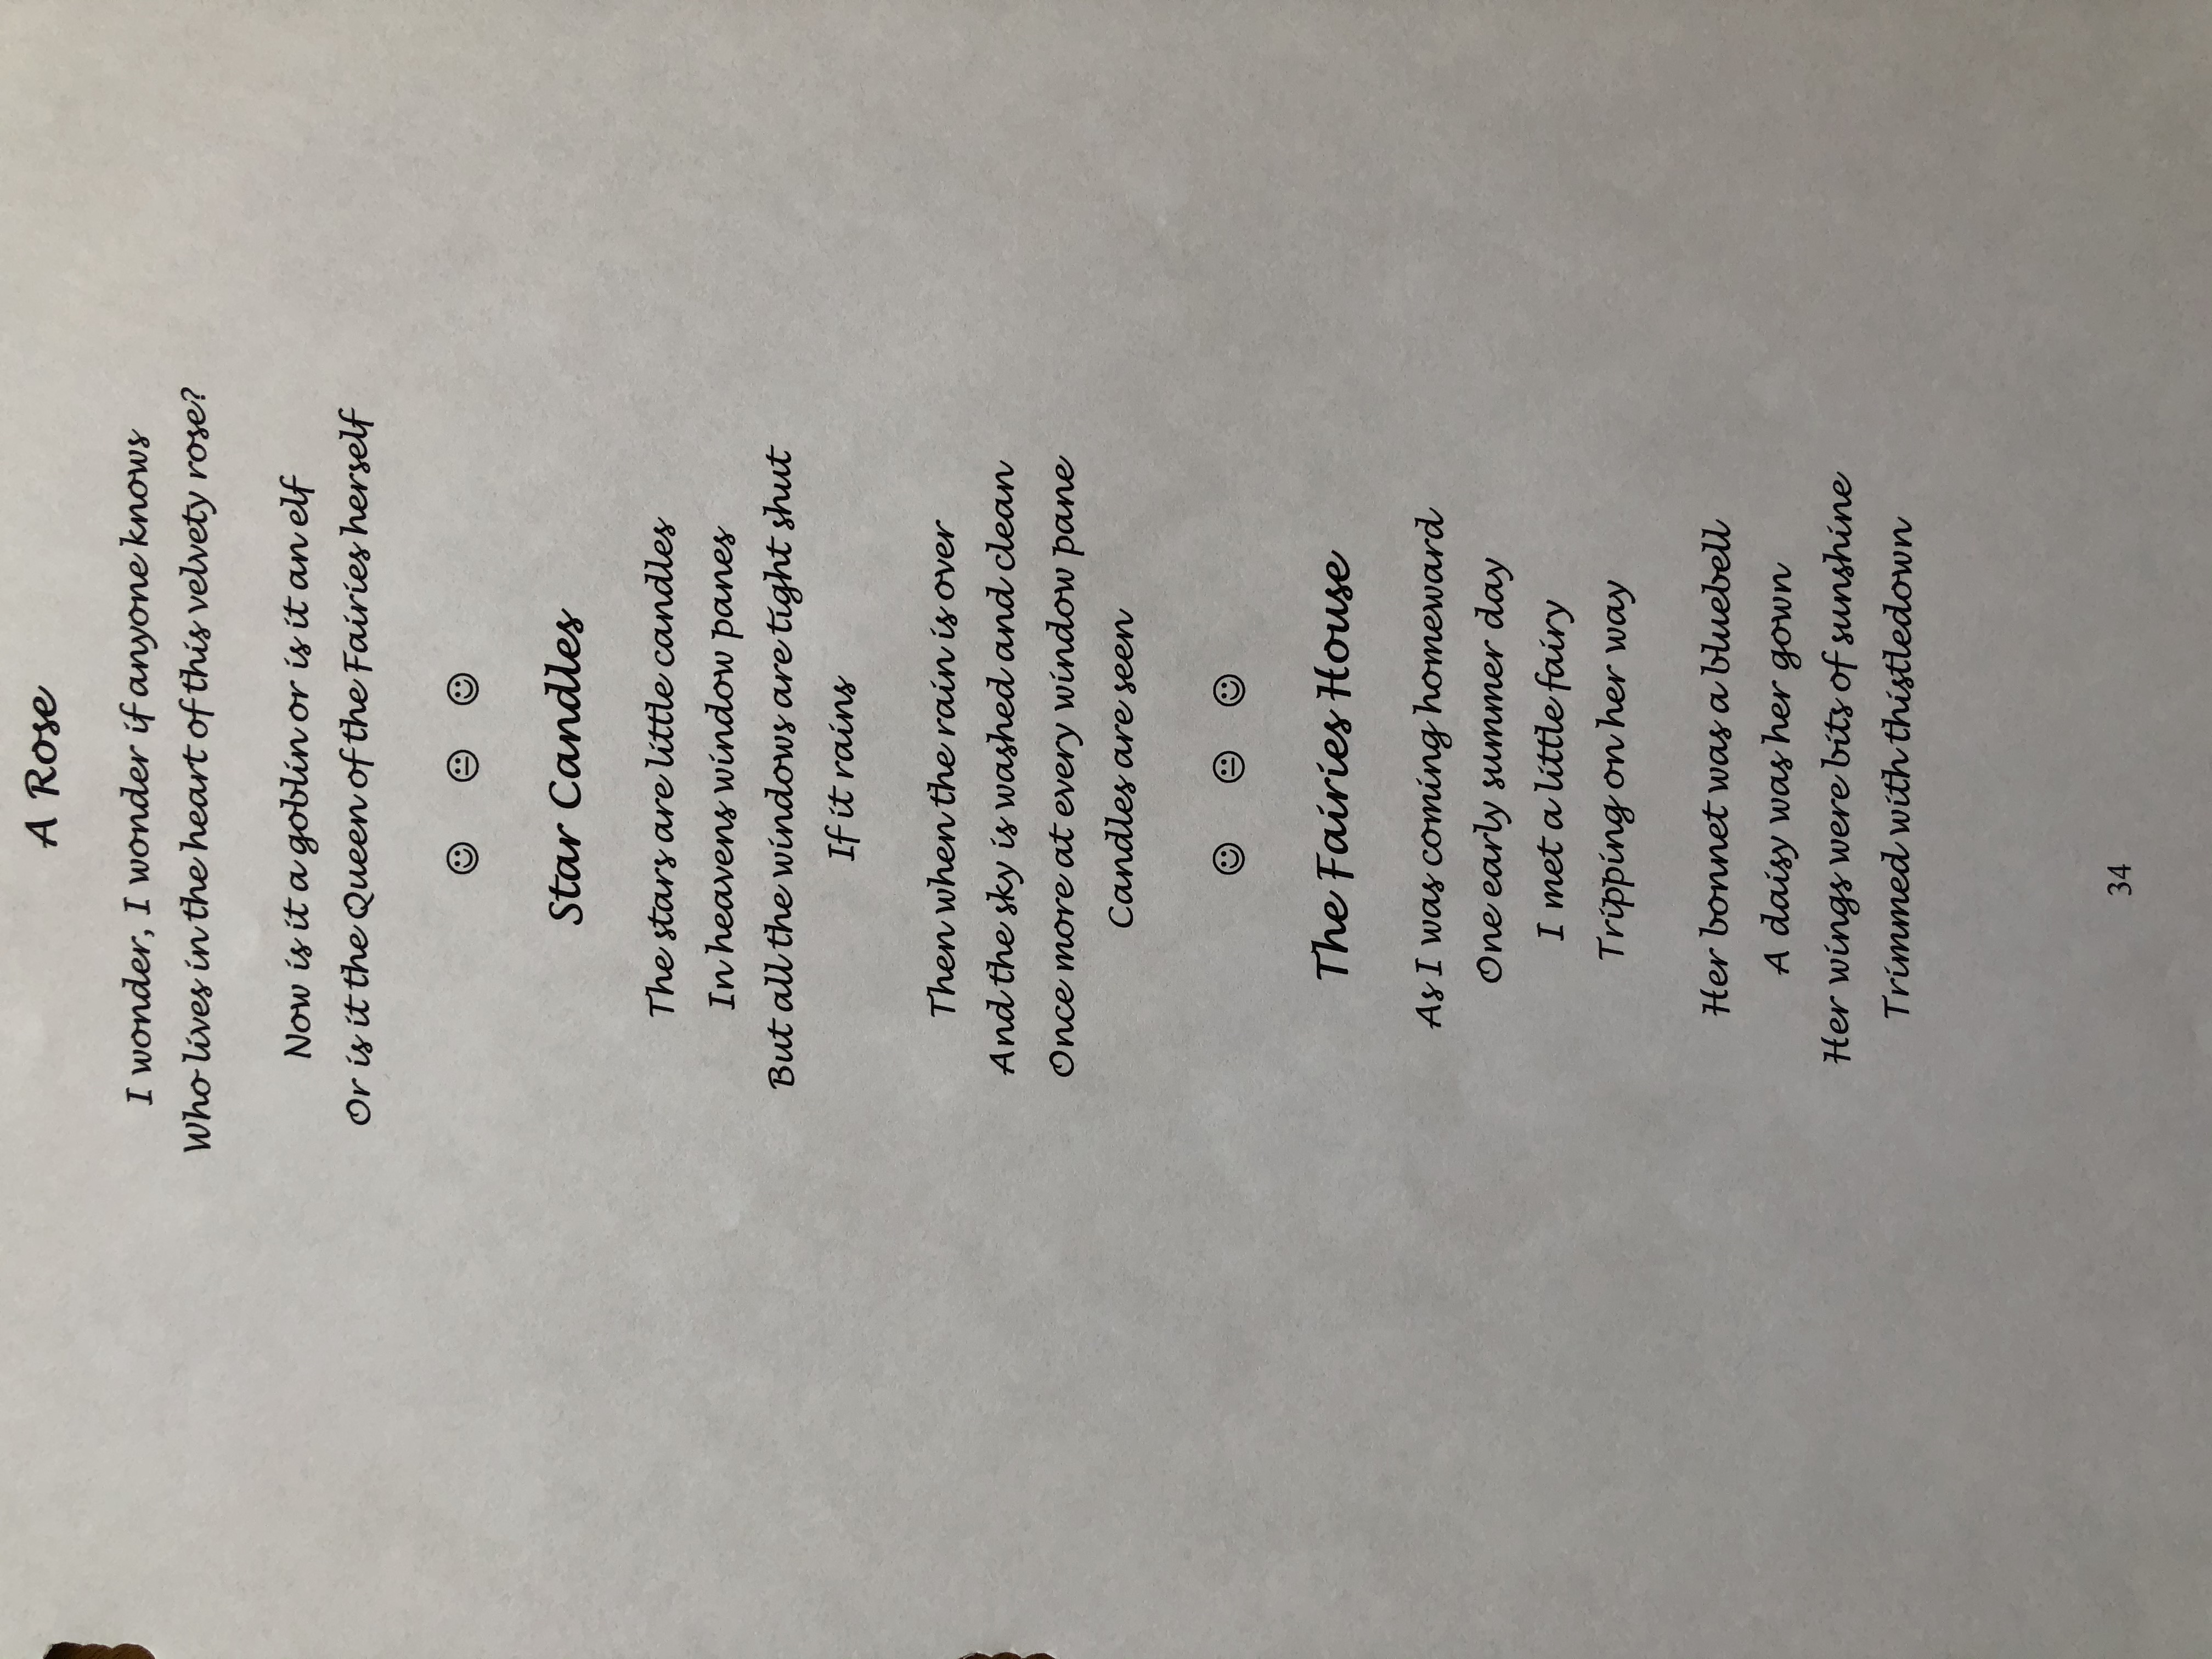 A Rose
I wonder, I wonder if anyone knows
Who lives in the heart of this velvety rose?
Now is it a goblin or is it an elf
Or is it the Queen of the Fairies herself
☺ 😐 ☺
Star Candles
The stars are little candles
In heavens window panes
But all the windows are tight shut
If it rains
Then when the rain is over
And the sky is washed and clean
Once more at every window pane
Candles are seen
☺ 😐 ☺
The Fairies House
As I was coming homeward
One early summer day
I met a little fairy
Tripping on her way
Her bonnet was a bluebell
A daisy was her gown
Her wings were bits of sunshine
Trimmed with thistledown
34